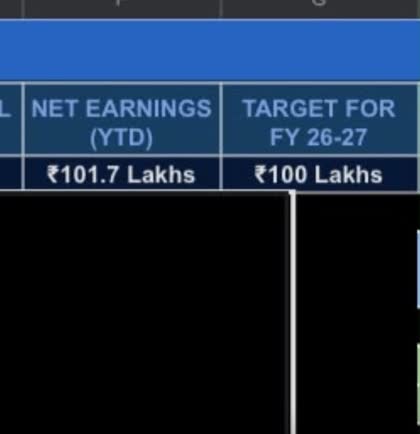 L
NET EARNINGS
(YTD)
TARGET FOR
FY 26-27
₹101.7 Lakhs
₹100 Lakhs